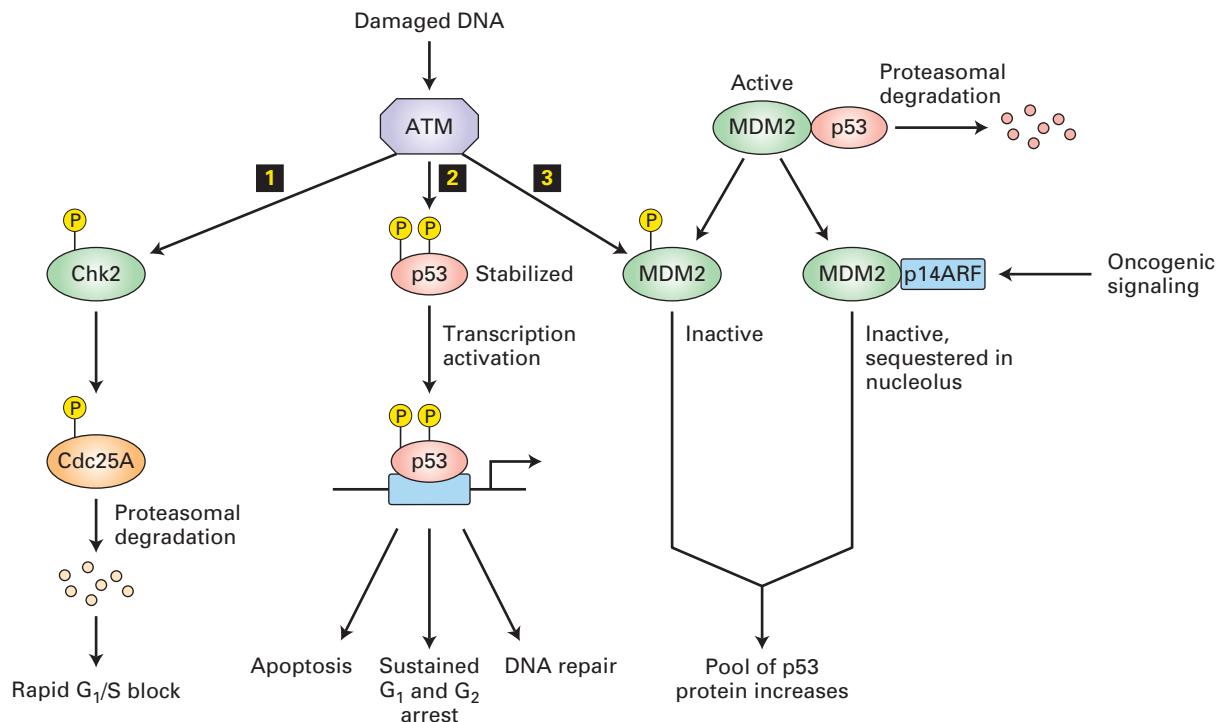 Damaged DNA
ATM
1
2
3
Active
MDM2
p53
Proteasomal
degradation
P
Chk2
P
P
p53
Stabilized
P
MDM2
MDM2
p14ARF
Oncogenic
signaling
Transcription
activation
Inactive
Inactive,
sequestered in
nucleolus
P
Cdc25A
P
P
p53
Proteasomal
degradation
Apoptosis
Sustained
G₁ and G₂
arrest
DNA repair
Rapid G₁/S block
Pool of p53
protein increases